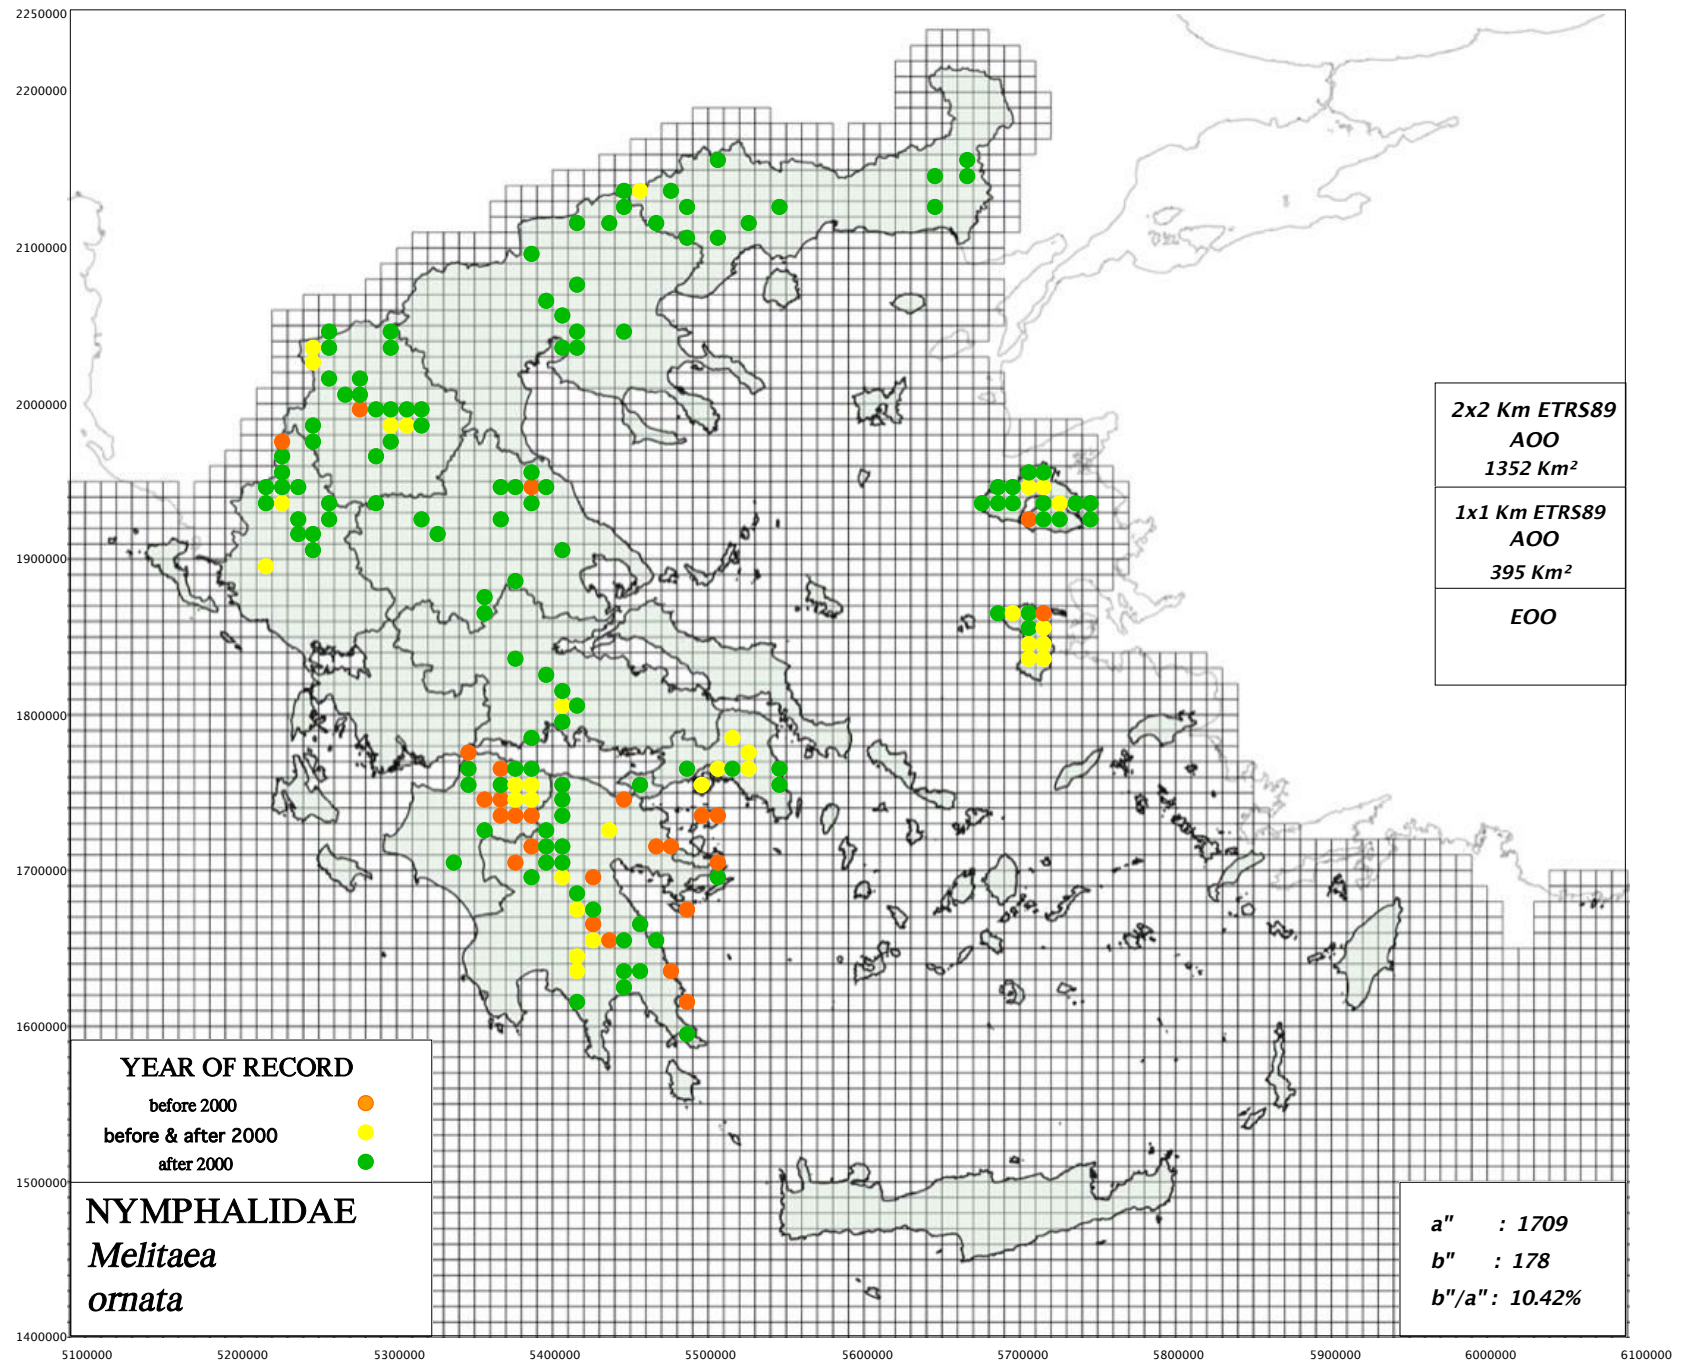 2250000
2200000
2100000
2000000
1900000
1800000
1700000
1600000
1500000
1400000
2x2 Km ETRS89
AOO
1352 Km²
1x1 Km ETRS89
AOO
395 Km²
EOO
YEAR OF RECORD
before 2000
before & after 2000
after 2000
NYMPHALIDAE
Melitaea
ornata
a" : 1709
b" : 178
b"/a" : 10.42%
5100000 5200000 5300000 5400000 5500000 5600000 5700000 5800000 5900000 6000000 6100000